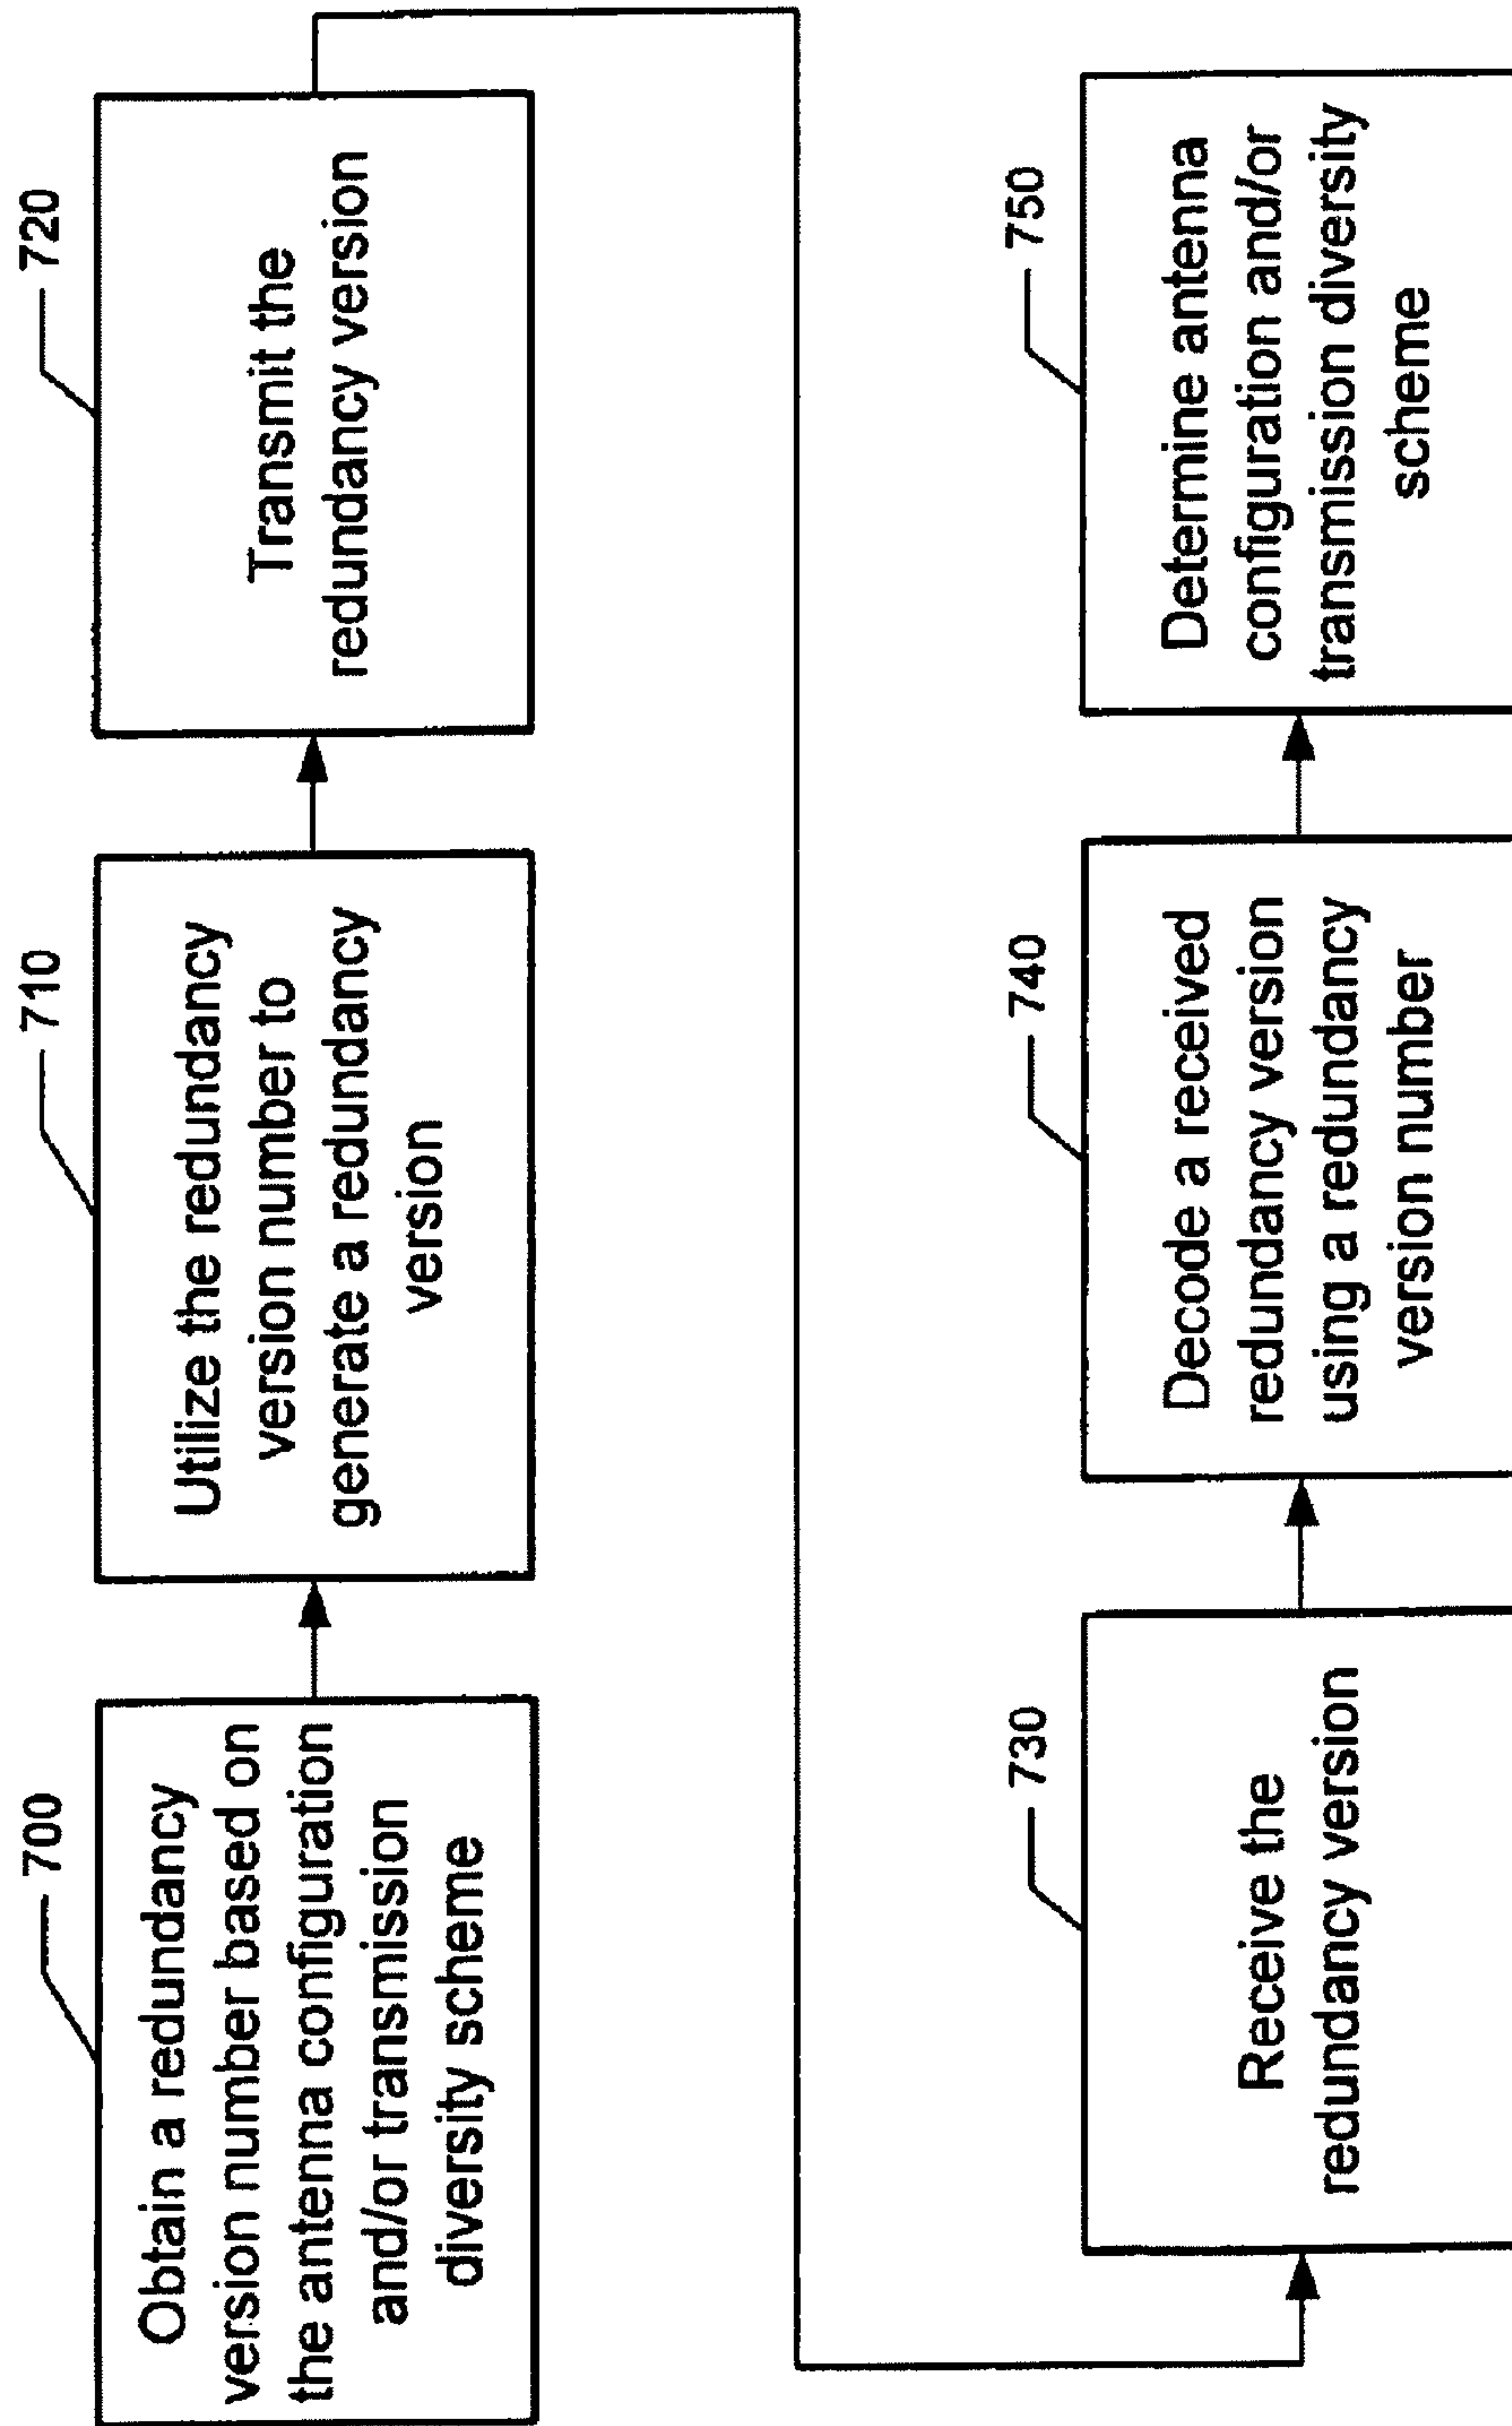 700
Obtain a redundancy
version number based on
the antenna configuration
and/or transmission
diversity scheme
710
Utilize the redundancy
version number to
generate a redundancy
version
720
Transmit the
redundancy version
730
Receive the
redundancy version
740
Decode a received
redundancy version
using a redundancy
version number
750
Determine antenna
configuration and/or
transmission diversity
scheme